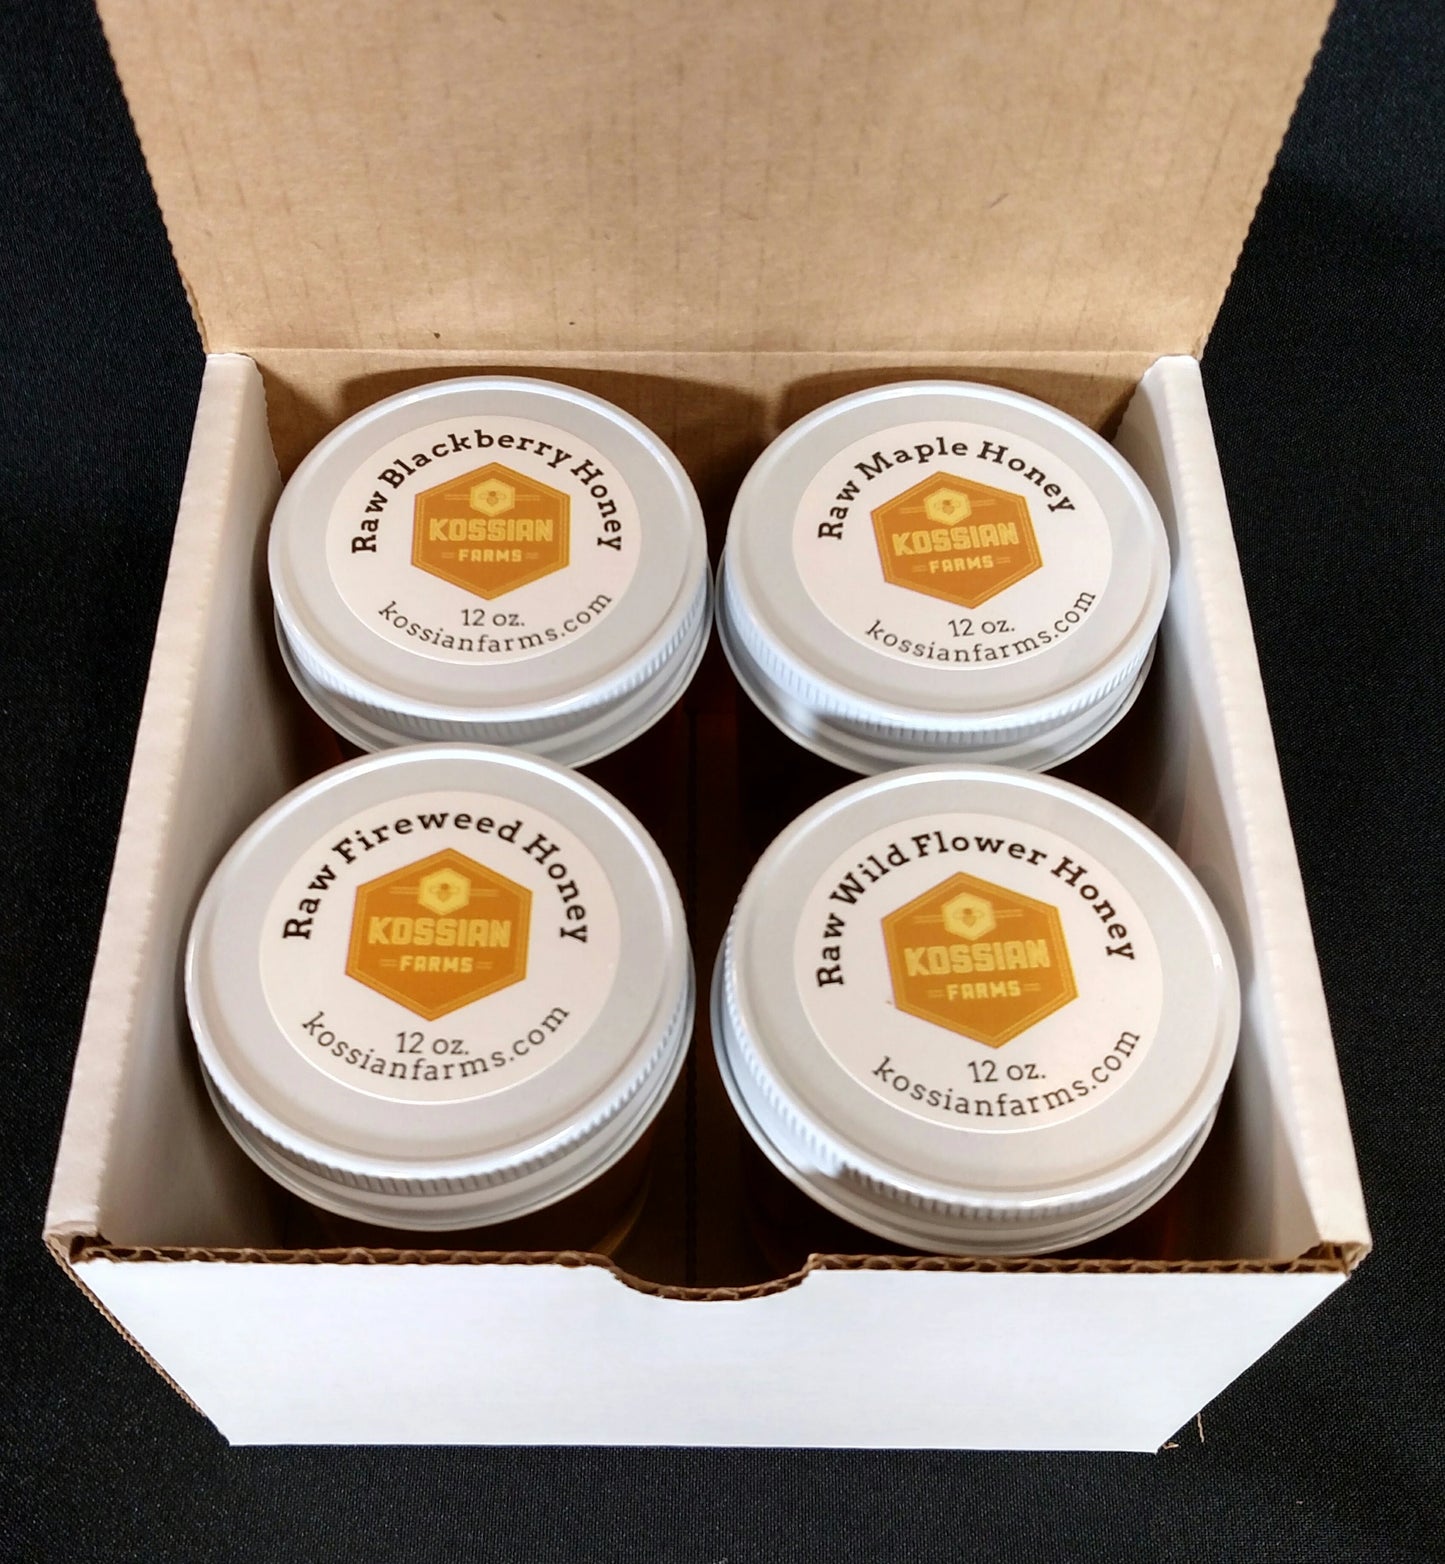 Raw Blackberry Honey
KOSSIAN
FARMS
12 oz.
kossianfarms.com
Raw Maple Honey
KOSSIAN
FARMS
12 oz.
kossianfarms.com
Raw Fireweed Honey
KOSSIAN
FARMS
12 oz.
kossianfarms.com
Raw Wild Flower Honey
KOSSIAN
FARMS
12 oz.
kossianfarms.com